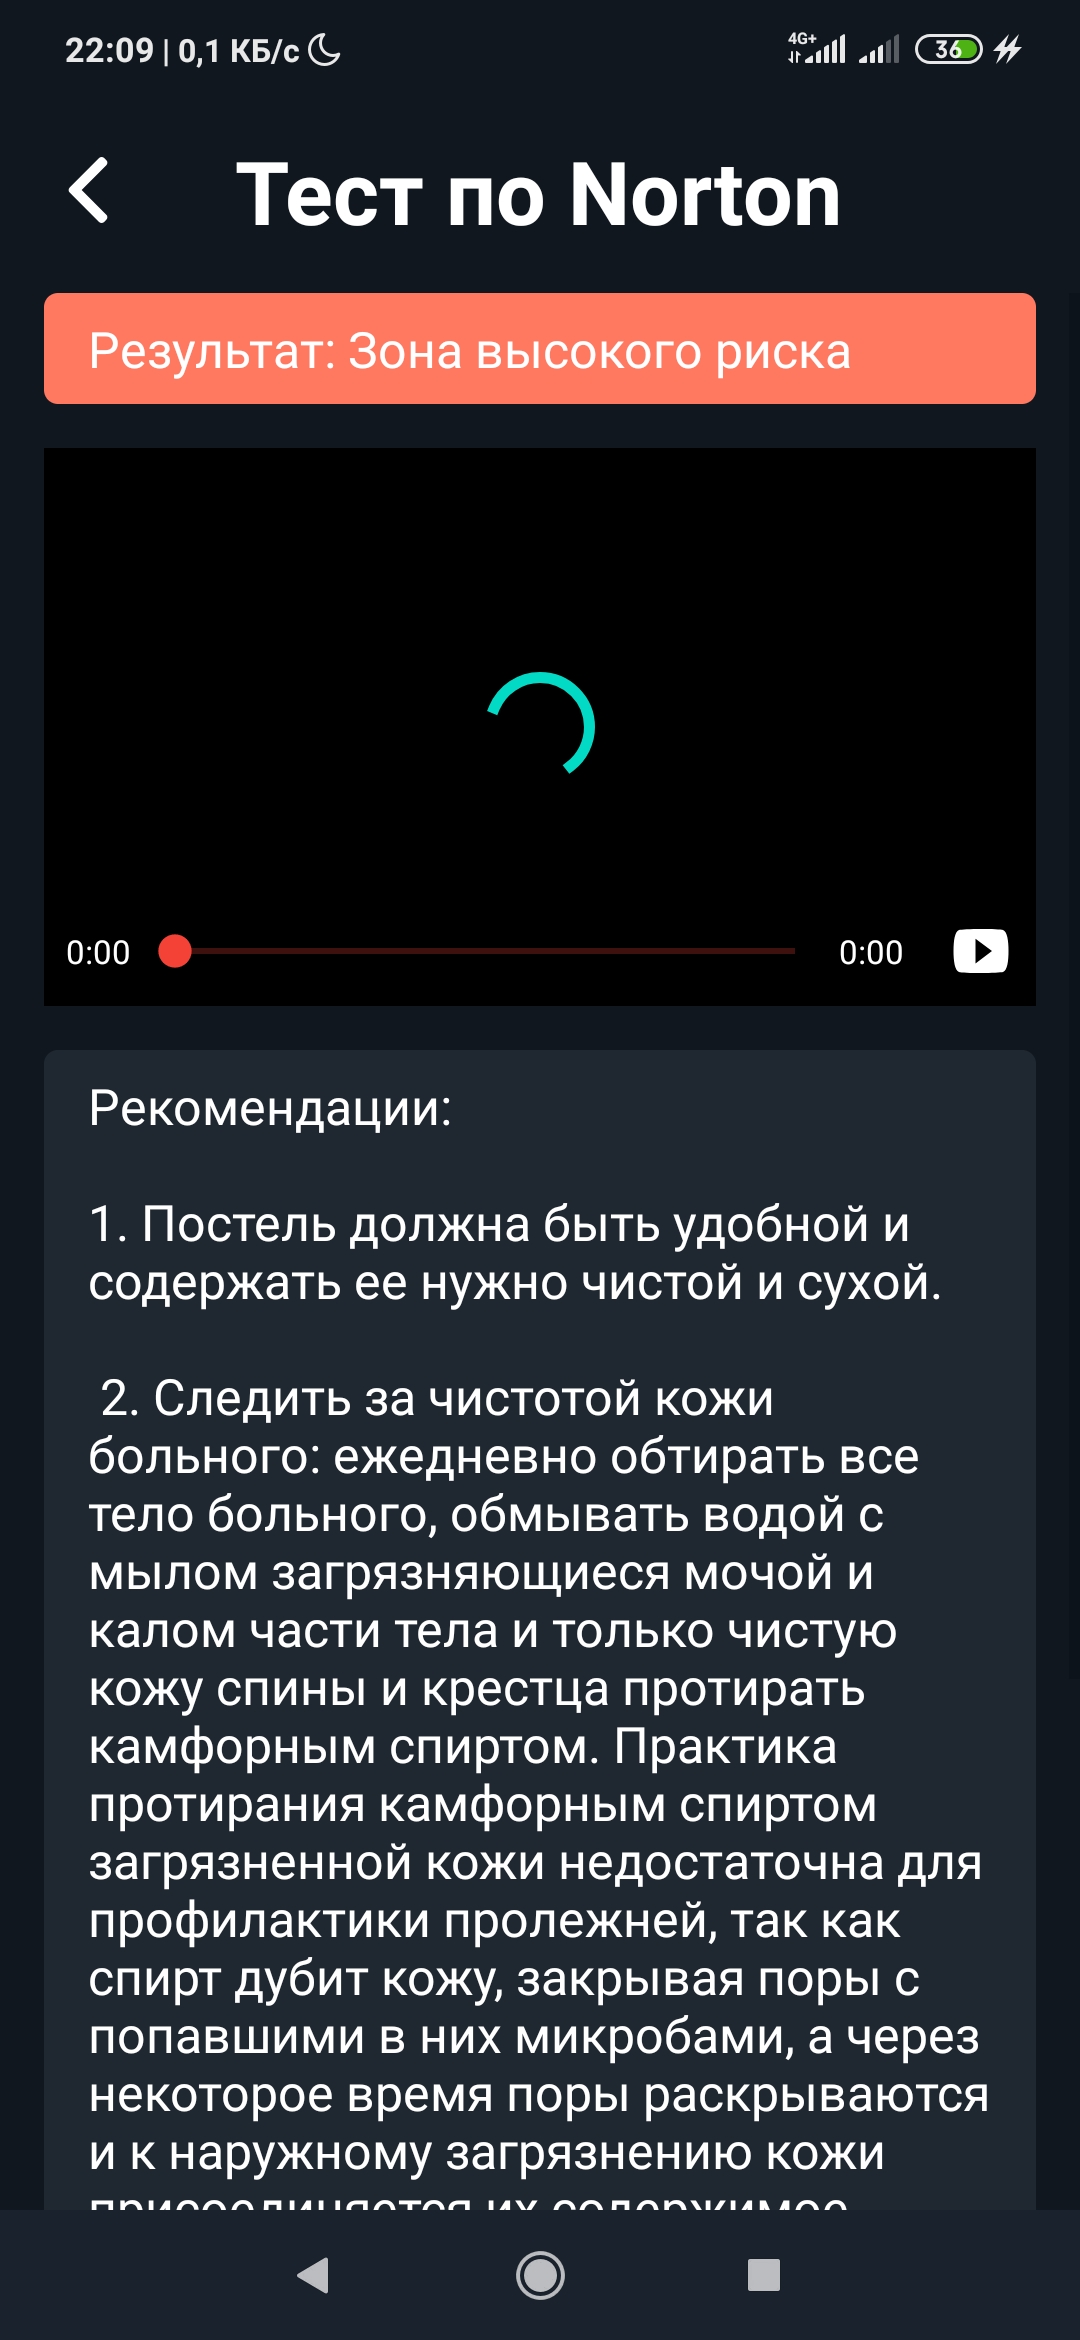 22:09 | 0,1 КБ/с
4G+
36
Тест по Norton
Результат: Зона высокого риска
0:00
0:00
Рекомендации:
1. Постель должна быть удобной и
содержать ее нужно чистой и сухой.
2. Следить за чистотой кожи
больного: ежедневно обтирать все
тело больного, обмывать водой с
мылом загрязняющиеся мочой и
калом части тела и только чистую
кожу спины и крестца протирать
камфорным спиртом. Практика
протирания камфорным спиртом
загрязненной кожи недостаточна для
профилактики пролежней, так как
спирт дубит кожу, закрывая поры с
попавшими в них микробами, а через
некоторое время поры раскрываются
и к наружному загрязнению кожи
присоединяется их содержимое